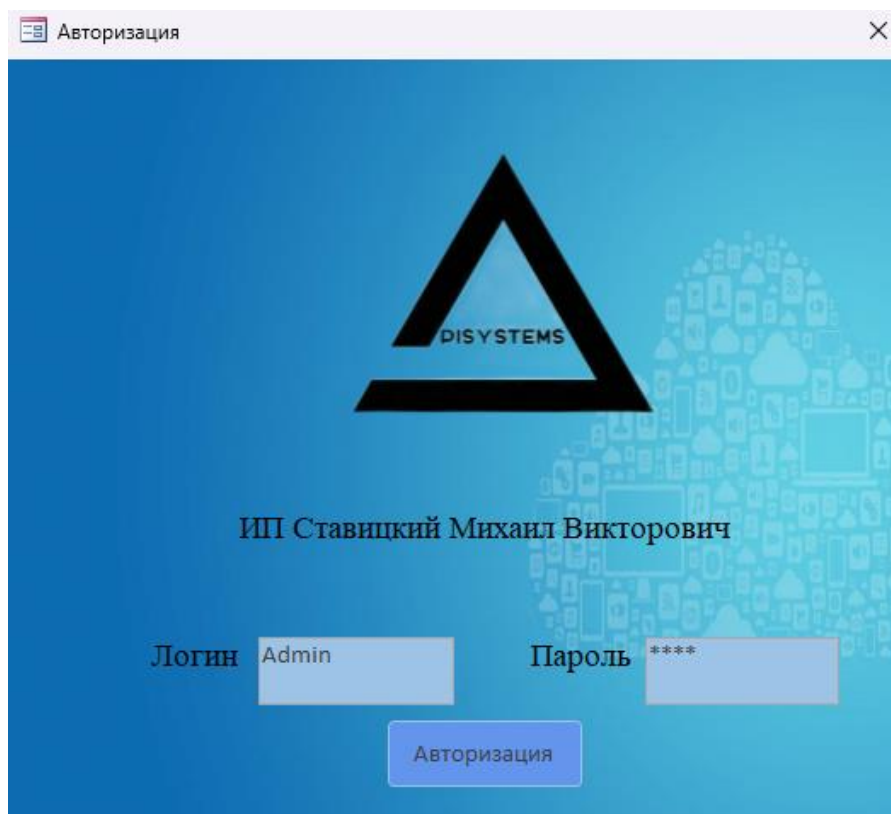 Авторизация
DISYSTEMS
ИП Ставицкий Михаил Викторович
Логин Admin Пароль ****
Авторизация